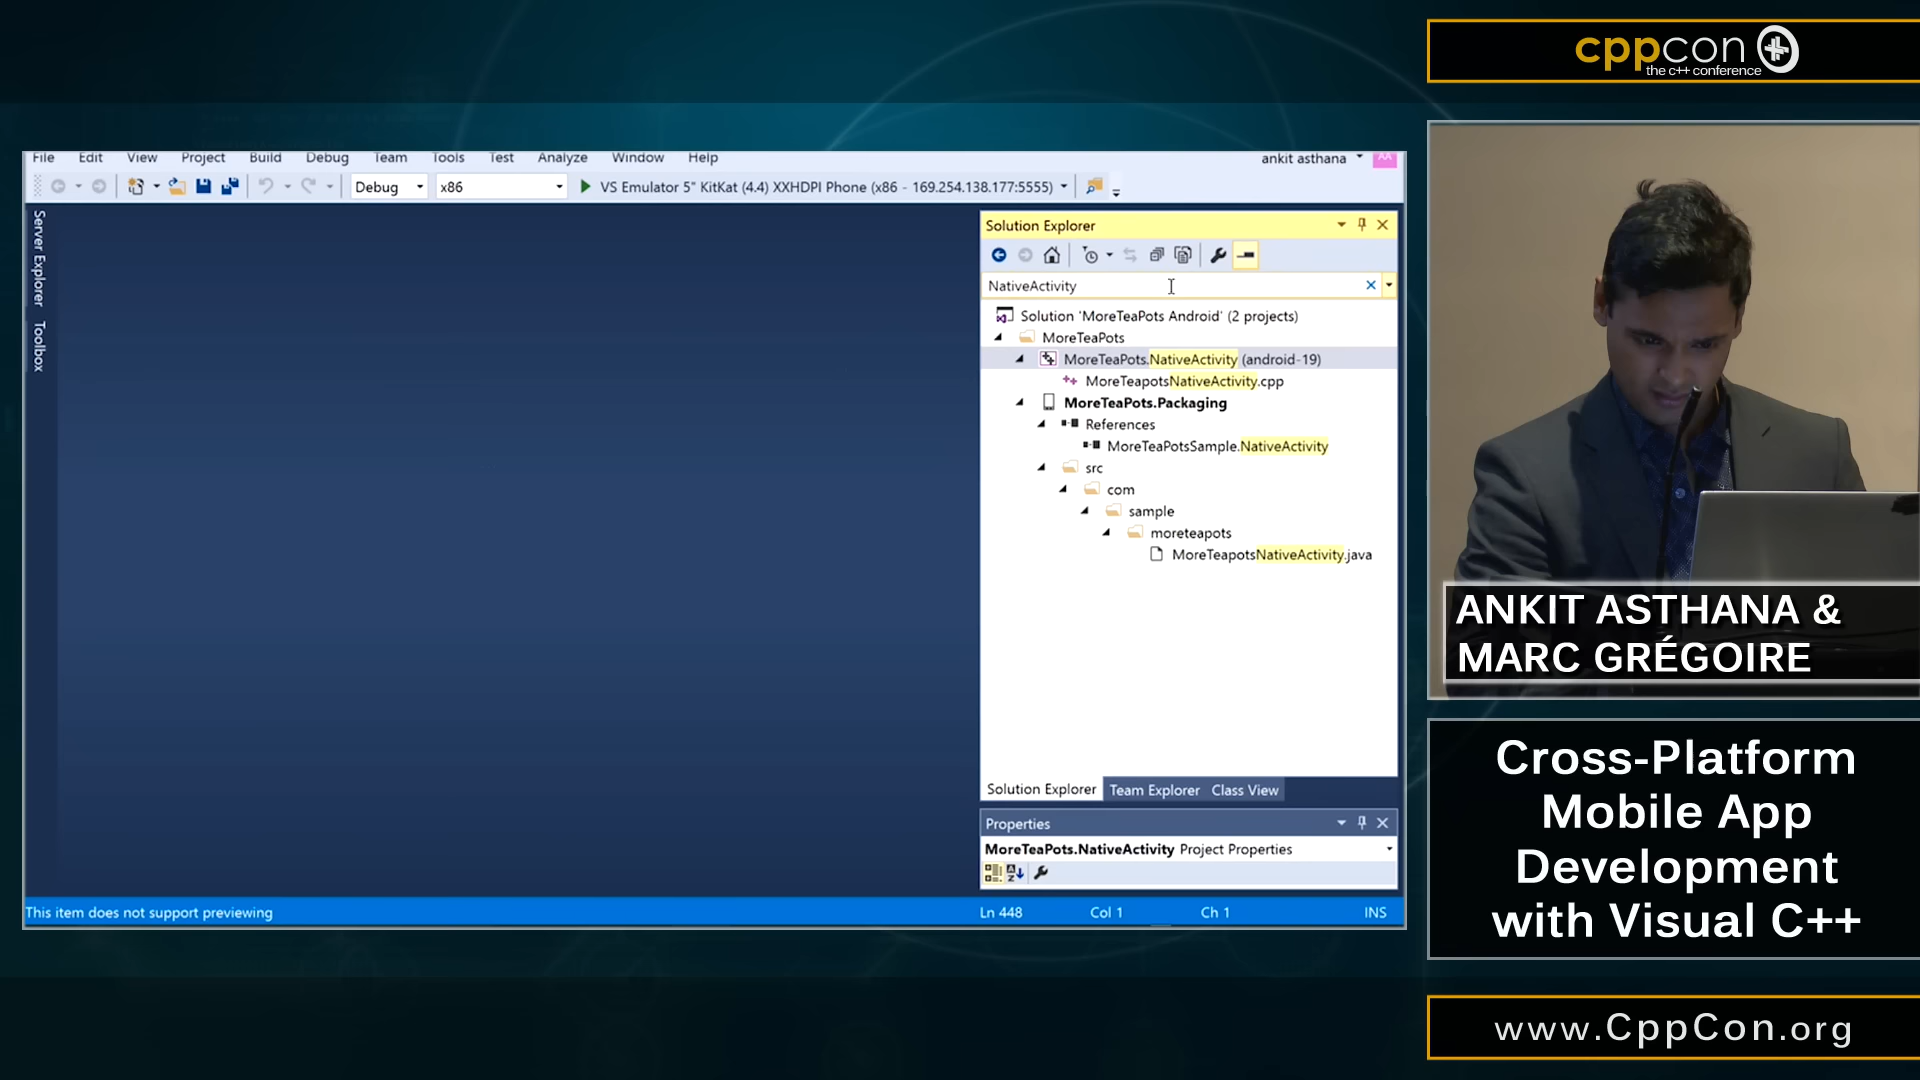 cppcon
the c++ conference
File Edit View Project Build Debug Team Tools Test Analyze Window Help
ankit asthana AA
Debug x86 VS Emulator 5" KitKat (4.4) XXHDPI Phone (x86 - 169.254.138.177:5555)
Server Explorer
Toolbox
Solution Explorer
NativeActivity
Solution 'MoreTeaPots Android' (2 projects)
MoreTeaPots
MoreTeaPots.NativeActivity (android-19)
MoreTeapotsNativeActivity.cpp
MoreTeaPots.Packaging
References
MoreTeaPotsSample.NativeActivity
src
com
sample
moreteapots
MoreTeapotsNativeActivity.java
Solution Explorer Team Explorer Class View
Properties
MoreTeaPots.NativeActivity Project Properties
This item does not support previewing Ln 448 Col 1 Ch 1 INS
ANKIT ASTHANA &
MARC GRÉGOIRE
Cross-Platform
Mobile App
Development
with Visual C++
www.CppCon.org